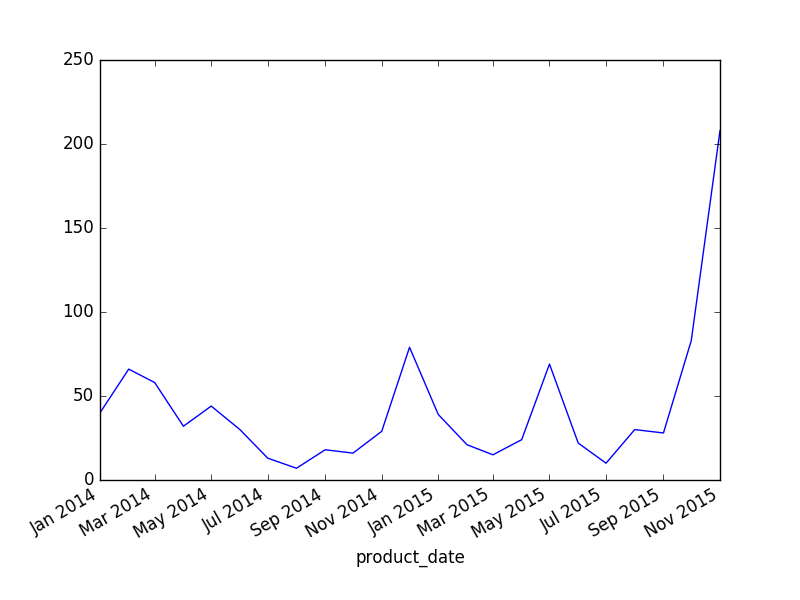 250
200
150
100
50
0
Jan 2014
Mar 2014
May 2014
Jul 2014
Sep 2014
Nov 2014
Jan 2015
Mar 2015
May 2015
Jul 2015
Sep 2015
Nov 2015
product_date